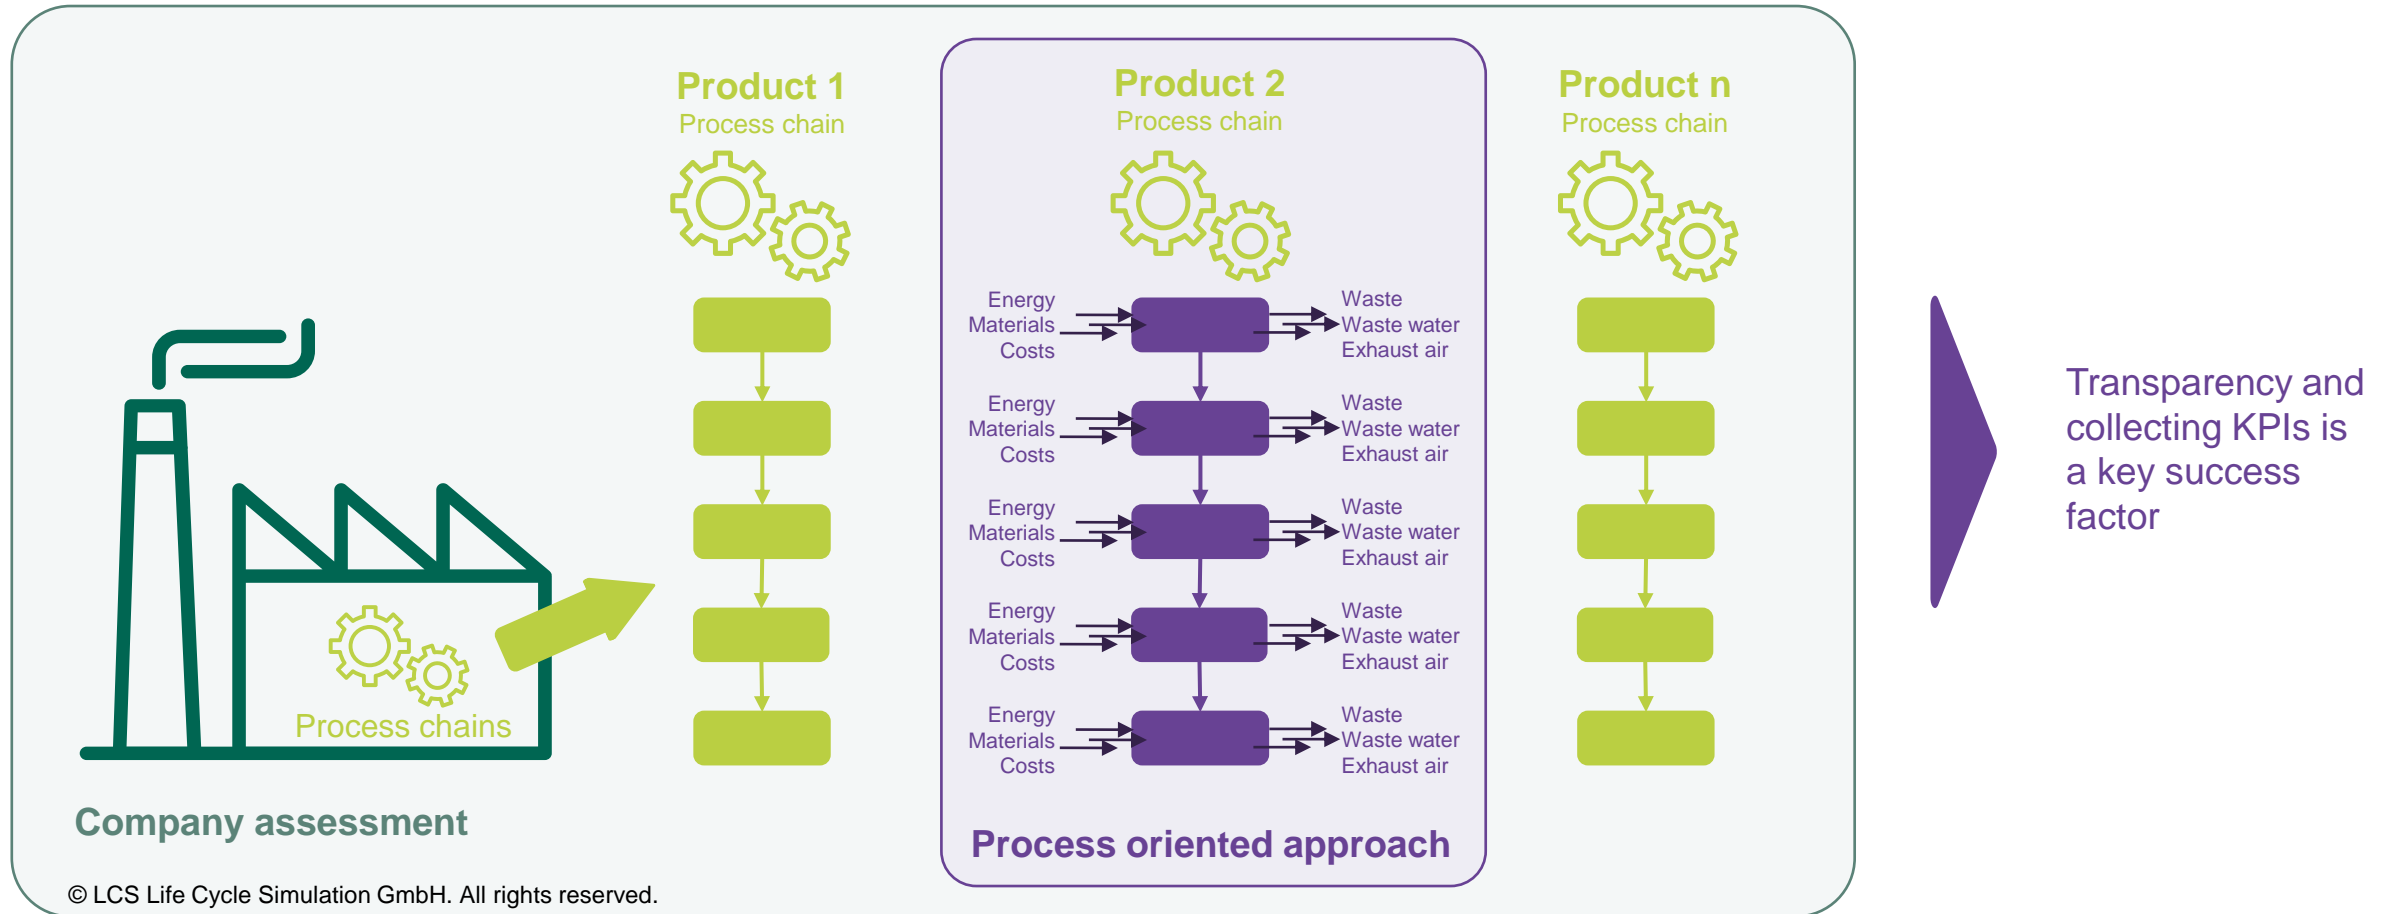 Product 1
Process chain
Product 2
Process chain
Product n
Process chain
Energy
Materials
Costs
Waste
Waste water
Exhaust air
Energy
Materials
Costs
Waste
Waste water
Exhaust air
Energy
Materials
Costs
Waste
Waste water
Exhaust air
Energy
Materials
Costs
Waste
Waste water
Exhaust air
Energy
Materials
Costs
Waste
Waste water
Exhaust air
Process chains
Company assessment
Process oriented approach
© LCS Life Cycle Simulation GmbH. All rights reserved.
Transparency and
collecting KPIs is
a key success
factor